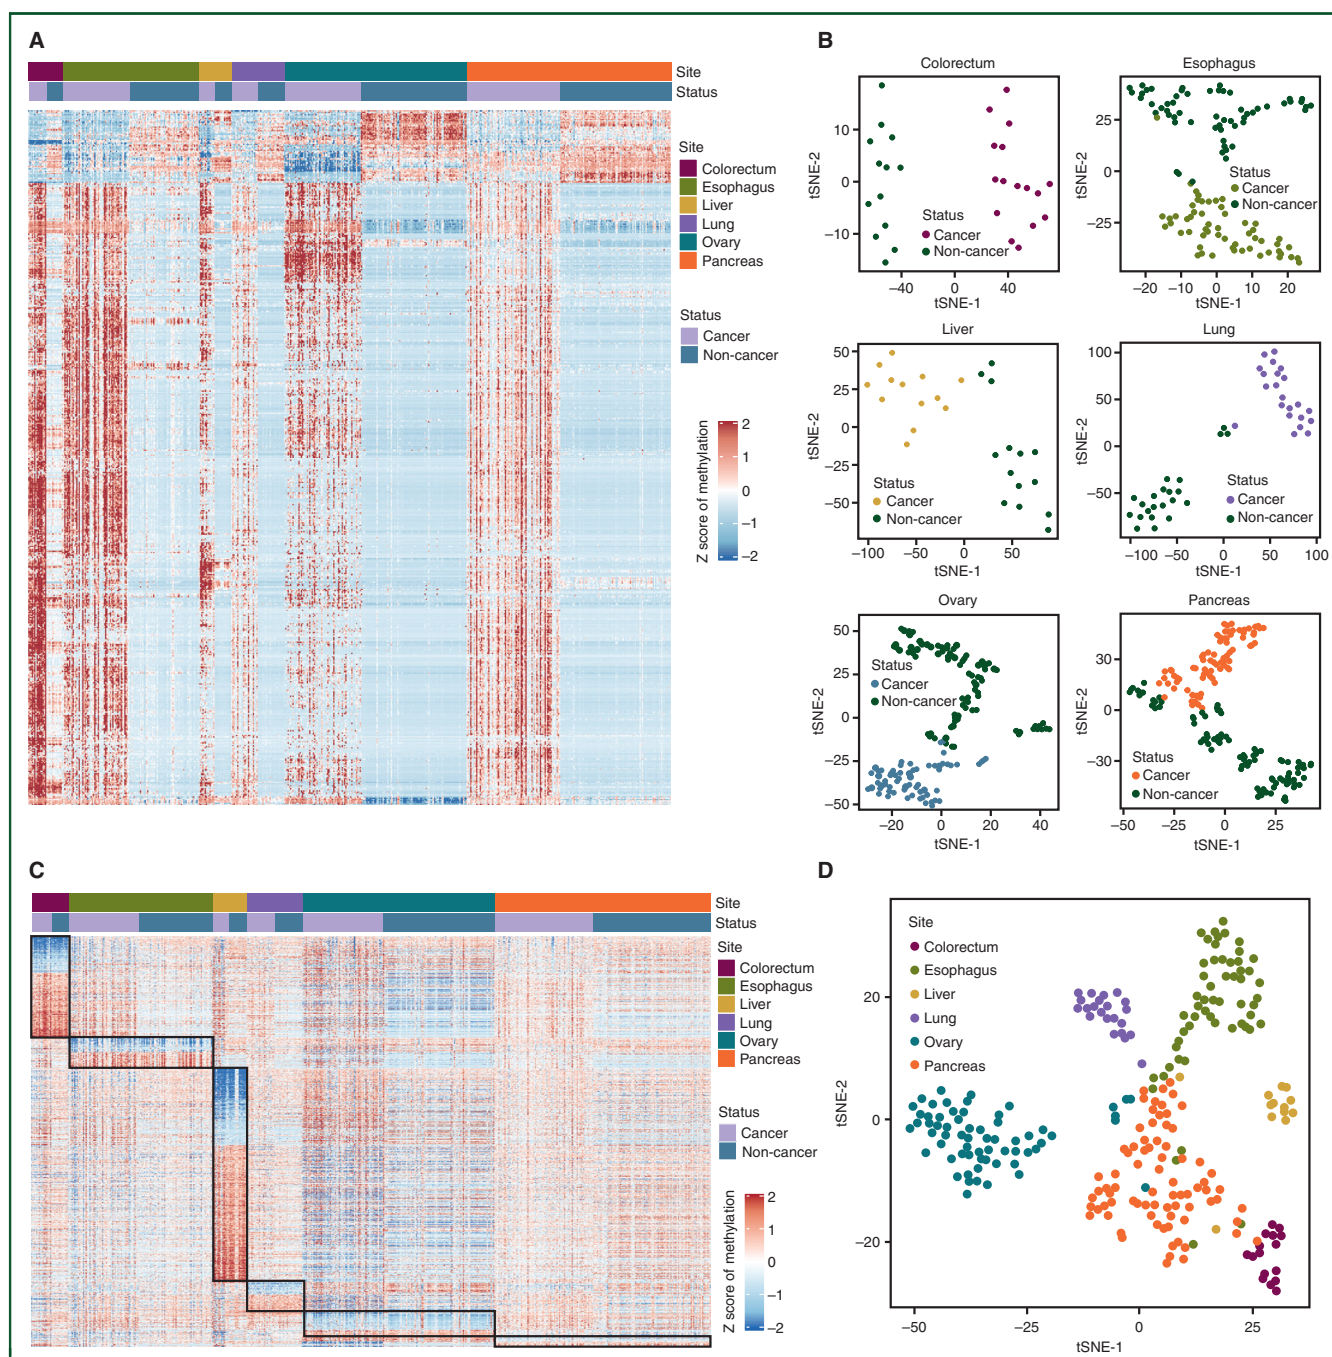 A
Site
Status
Site
Colorectum
Esophagus
Liver
Lung
Ovary
Pancreas
Status
Cancer
Non-cancer
Z score of methylation
2
1
0
−1
−2
B
Colorectum
tSNE-2
10
0
−10
Status
Cancer
Non-cancer
−40
0
40
tSNE-1
Esophagus
tSNE-2
25
0
−25
Status
Cancer
Non-cancer
−20
−10
0
10
20
tSNE-1
Liver
tSNE-2
50
25
0
−25
−50
Status
Cancer
Non-cancer
−100
−50
0
50
tSNE-1
Lung
tSNE-2
100
50
0
−50
Status
Cancer
Non-cancer
−100
−50
0
50
100
tSNE-1
Ovary
tSNE-2
50
25
0
−25
−50
Status
Cancer
Non-cancer
−20
0
20
40
tSNE-1
Pancreas
tSNE-2
30
0
−30
Status
Cancer
Non-cancer
−50
−25
0
25
tSNE-1
C
Site
Status
Site
Colorectum
Esophagus
Liver
Lung
Ovary
Pancreas
Status
Cancer
Non-cancer
Z score of methylation
2
1
0
−1
−2
D
Site
Colorectum
Esophagus
Liver
Lung
Ovary
Pancreas
tSNE-2
20
0
−20
−50
−25
0
25
tSNE-1